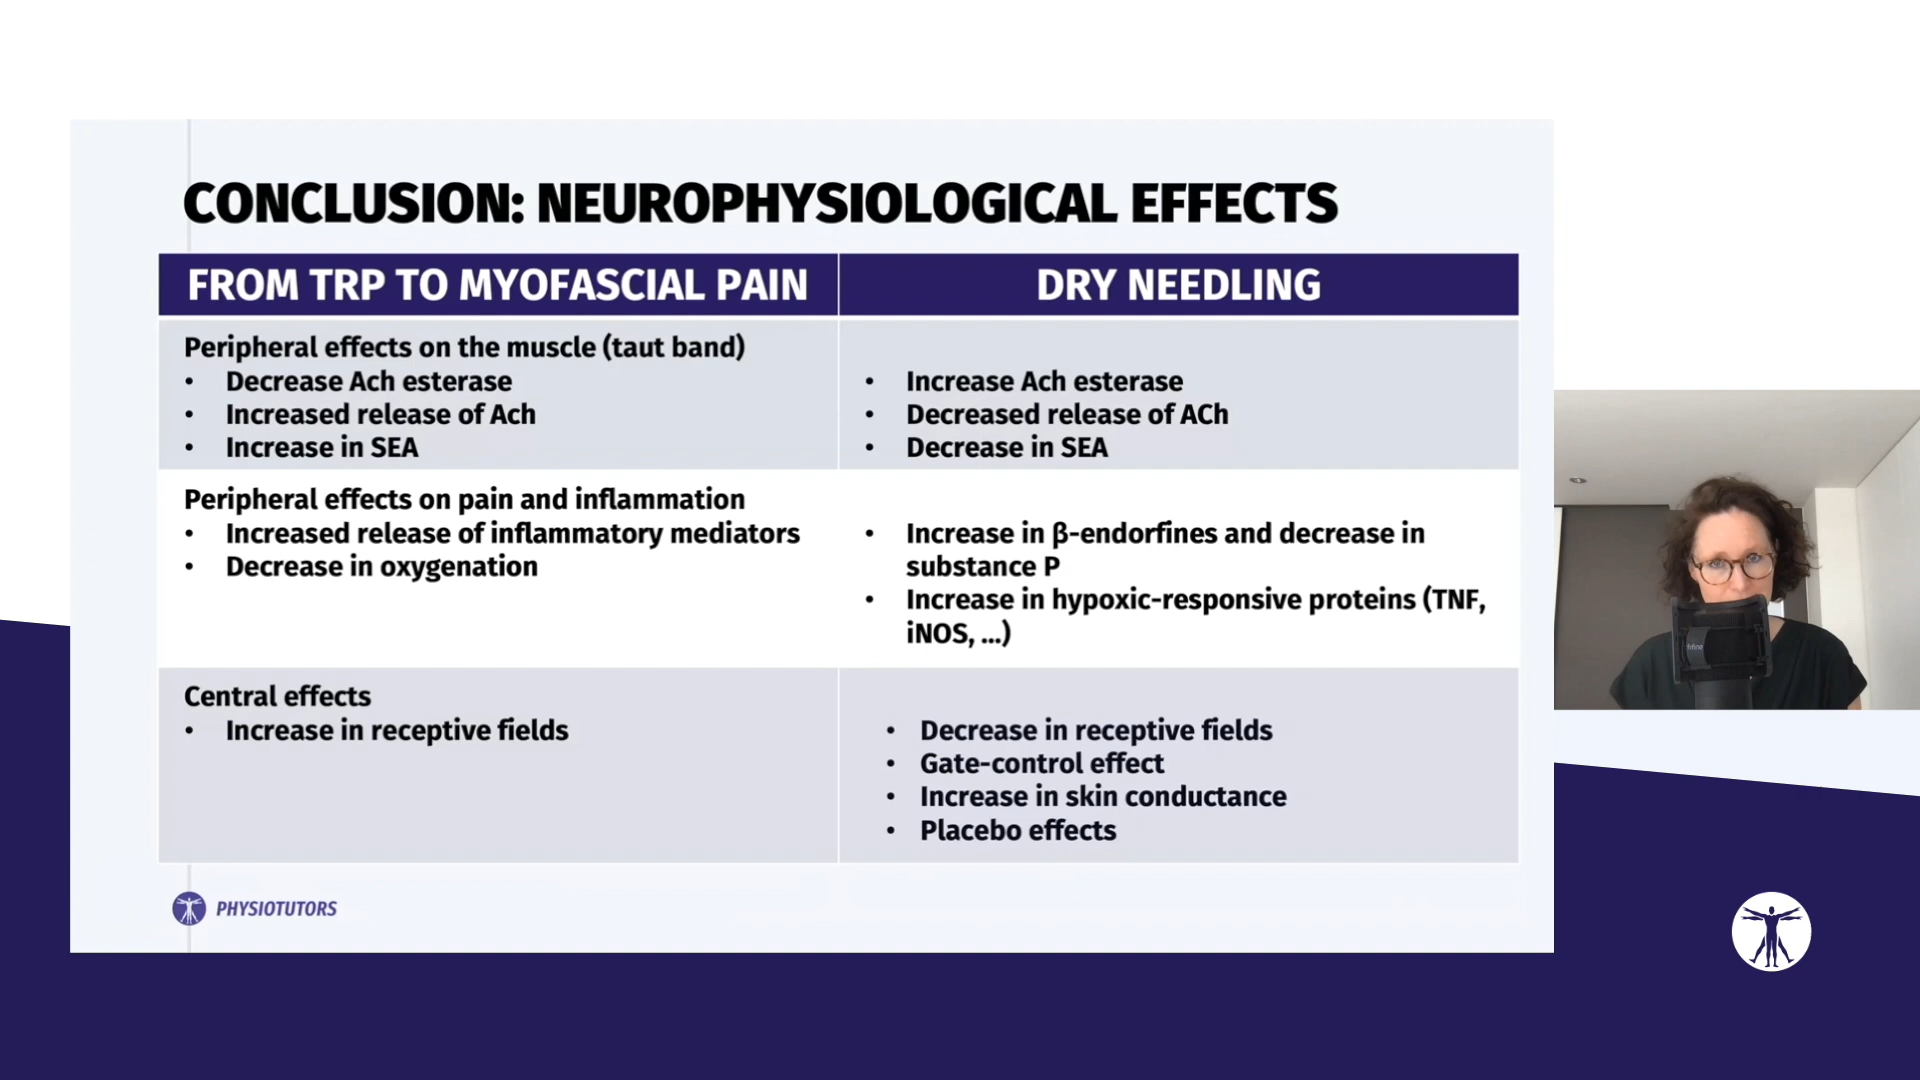 CONCLUSION: NEUROPHYSIOLOGICAL EFFECTS
FROM TRP TO MYOFASCIAL PAIN
DRY NEEDLING
Peripheral effects on the muscle (taut band)
• Decrease Ach esterase
• Increased release of Ach
• Increase in SEA
• Increase Ach esterase
• Decreased release of ACh
• Decrease in SEA
Peripheral effects on pain and inflammation
• Increased release of inflammatory mediators
• Decrease in oxygenation
• Increase in β-endorfines and decrease in
substance P
• Increase in hypoxic-responsive proteins (TNF,
iNOS, ...)
Central effects
• Increase in receptive fields
• Decrease in receptive fields
• Gate-control effect
• Increase in skin conductance
• Placebo effects
PHYSIOTUTORS